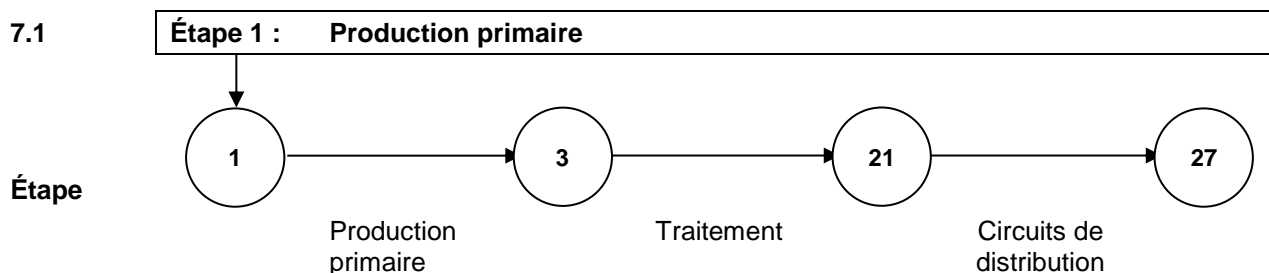 7.1 Étape 1 : Production primaire
1 3 21 27
Étape
Production primaire
Traitement
Circuits de distribution